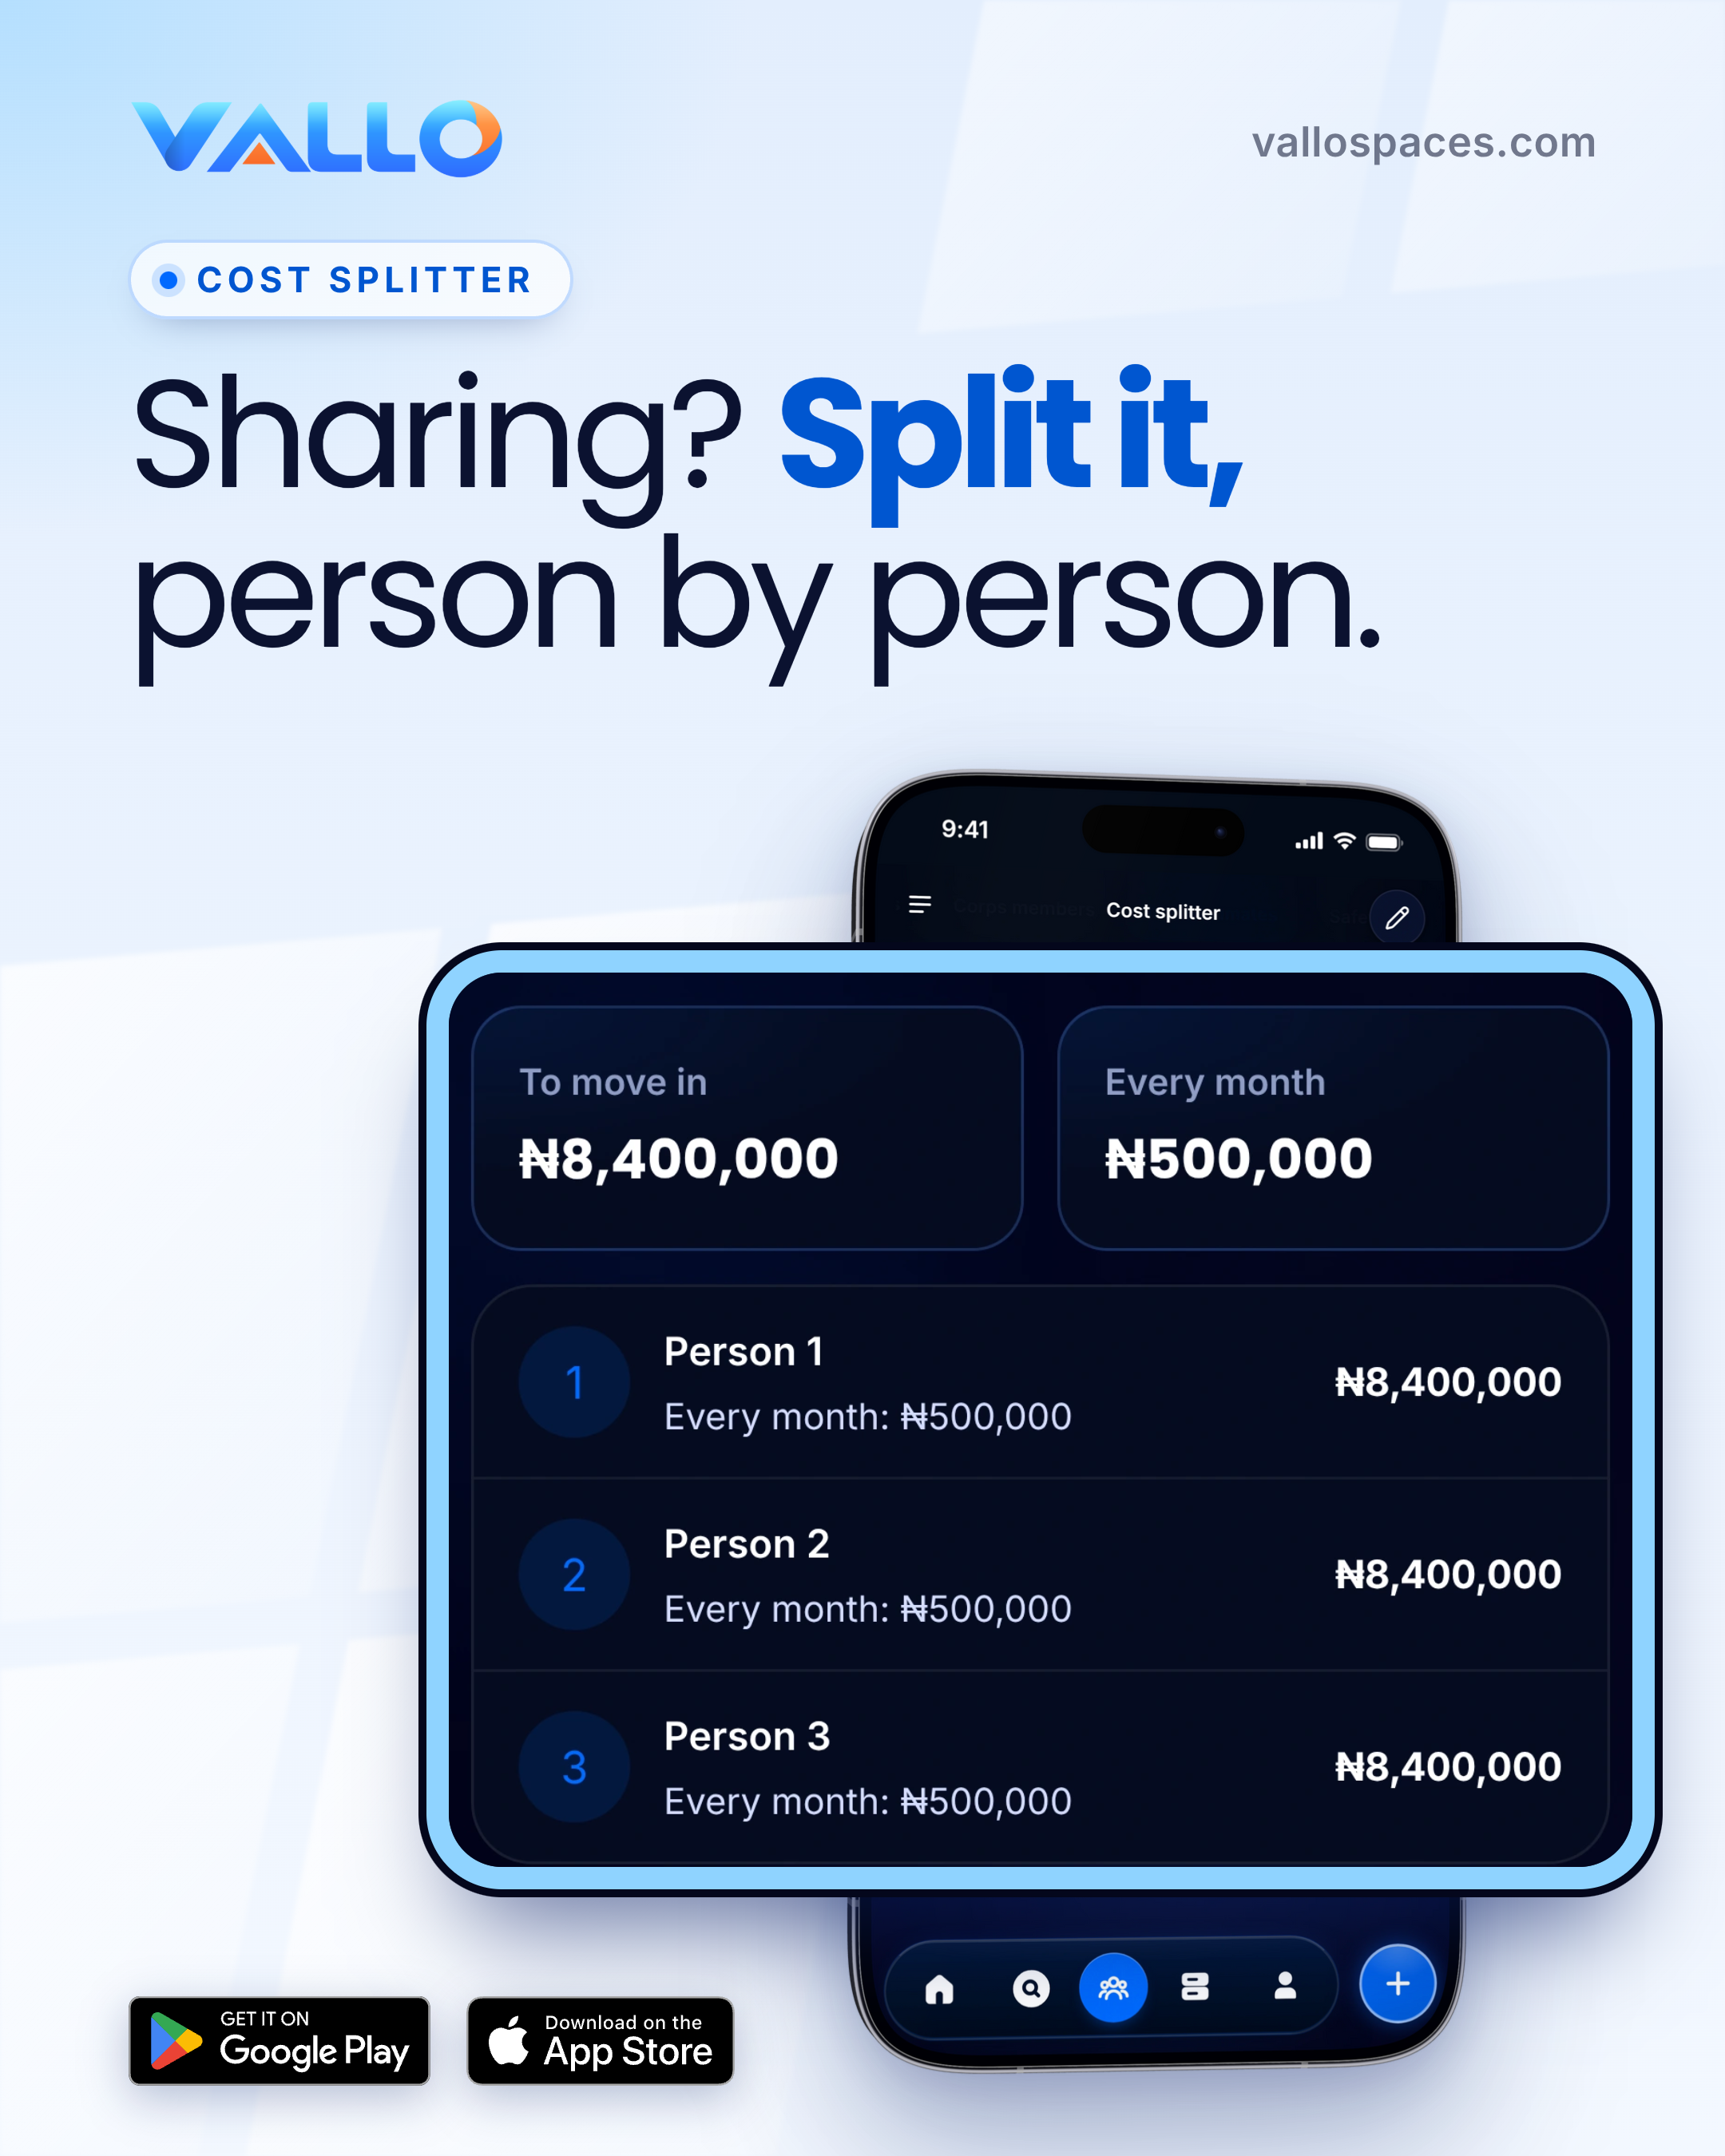 VALLO
vallospaces.com
COST SPLITTER
Sharing? Split it,
person by person.
9:41
Cost splitter
To move in
₦8,400,000
Every month
₦500,000
1
Person 1
Every month: ₦500,000
₦8,400,000
2
Person 2
Every month: ₦500,000
₦8,400,000
3
Person 3
Every month: ₦500,000
₦8,400,000
GET IT ON
Google Play
Download on the
App Store